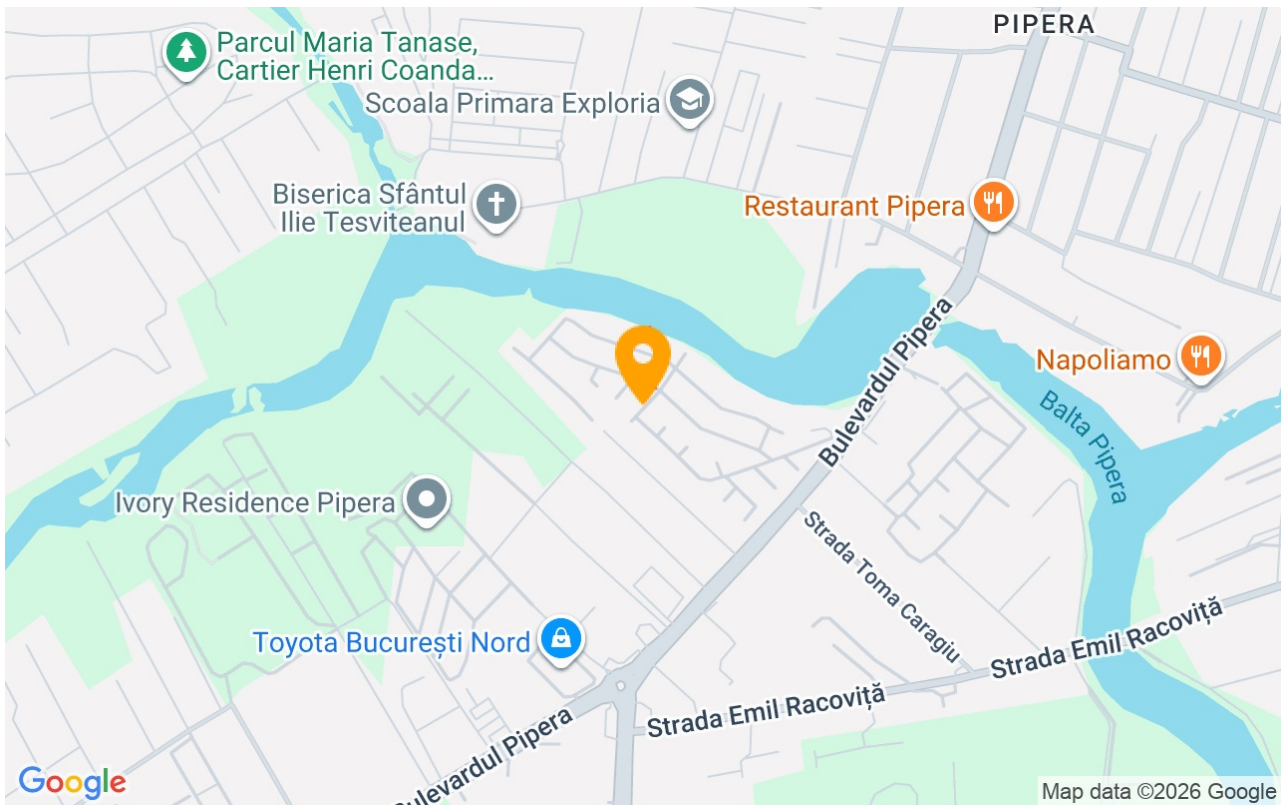 PIPERA
Parcul Maria Tanase,
Cartier Henri Coanda...
Scoala Primara Exploria
Biserica Sfântul
Ilie Tesviteanul
Restaurant Pipera
Bulevardul Pipera
Napoliamo
Balta Pipera
Ivory Residence Pipera
Strada Toma Caragiu
Toyota București Nord
Strada Emil Racoviță
Strada Emil Racoviță
Bulevardul Pipera
Google
Map data ©2026 Google